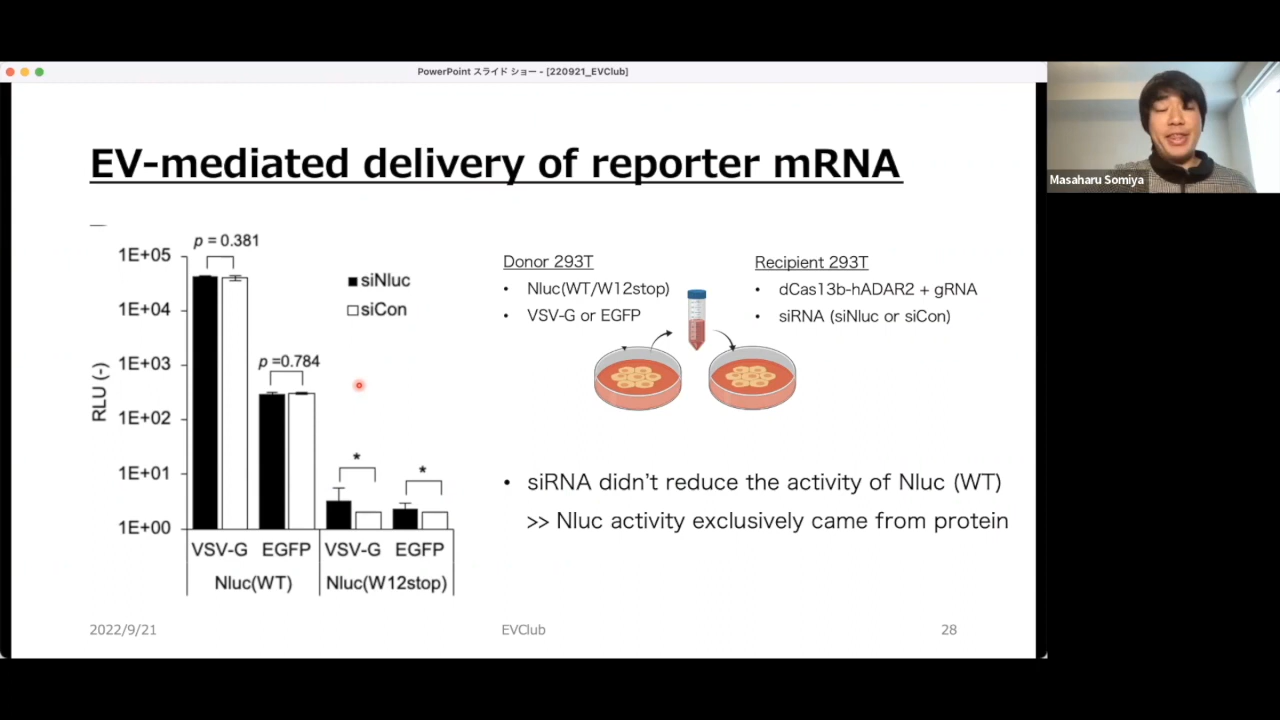 PowerPoint スライド ショー - [220921_EVClub]
Masaharu Somiya
EV-mediated delivery of reporter mRNA
p = 0.381
1E+05
siNluc
siCon
1E+04
p =0.784
1E+03
RLU (-)
1E+02
*
*
1E+01
1E+00
VSV-G EGFP VSV-G EGFP
Nluc(WT) Nluc(W12stop)
Donor 293T
• Nluc(WT/W12stop)
• VSV-G or EGFP
Recipient 293T
• dCas13b-hADAR2 + gRNA
• siRNA (siNluc or siCon)
• siRNA didn't reduce the activity of Nluc (WT)
>> Nluc activity exclusively came from protein
2022/9/21
EVClub
28